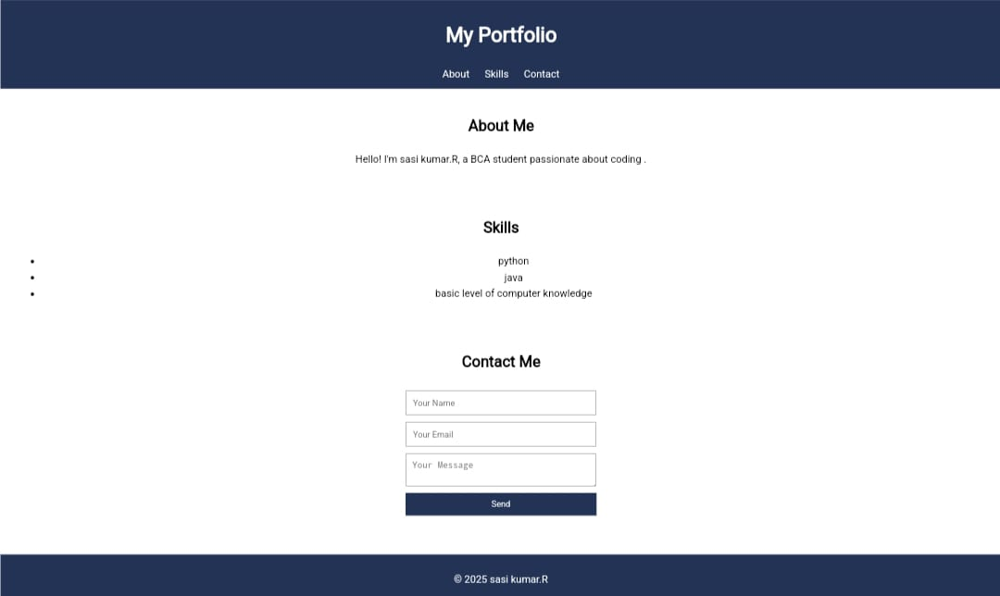 My Portfolio
About Skills Contact
About Me
Hello! I'm sasi kumar.R, a BCA student passionate about coding .
Skills
• python
• java
• basic level of computer knowledge
Contact Me
Your Name
Your Email
Your Message
Send
© 2025 sasi kumar.R